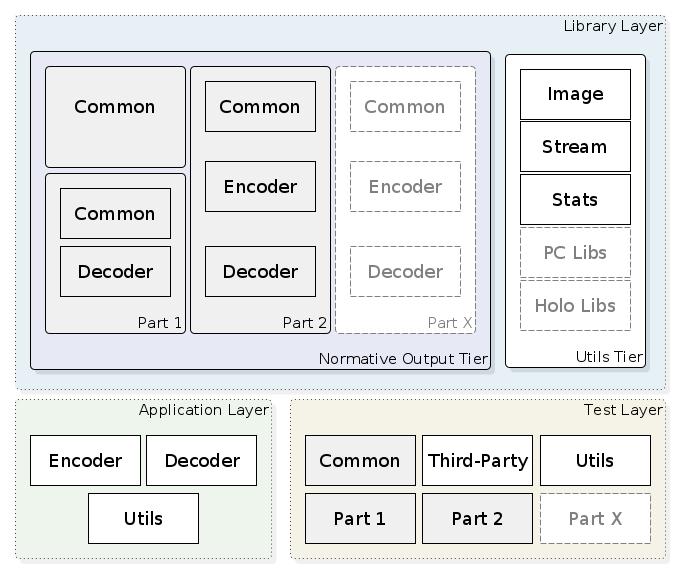 Library Layer
Common
Common
Decoder
Part 1
Common
Encoder
Decoder
Part 2
Common
Encoder
Decoder
Part X
Normative Output Tier
Image
Stream
Stats
PC Libs
Holo Libs
Utils Tier
Application Layer
Encoder
Decoder
Utils
Test Layer
Common
Third-Party
Utils
Part 1
Part 2
Part X